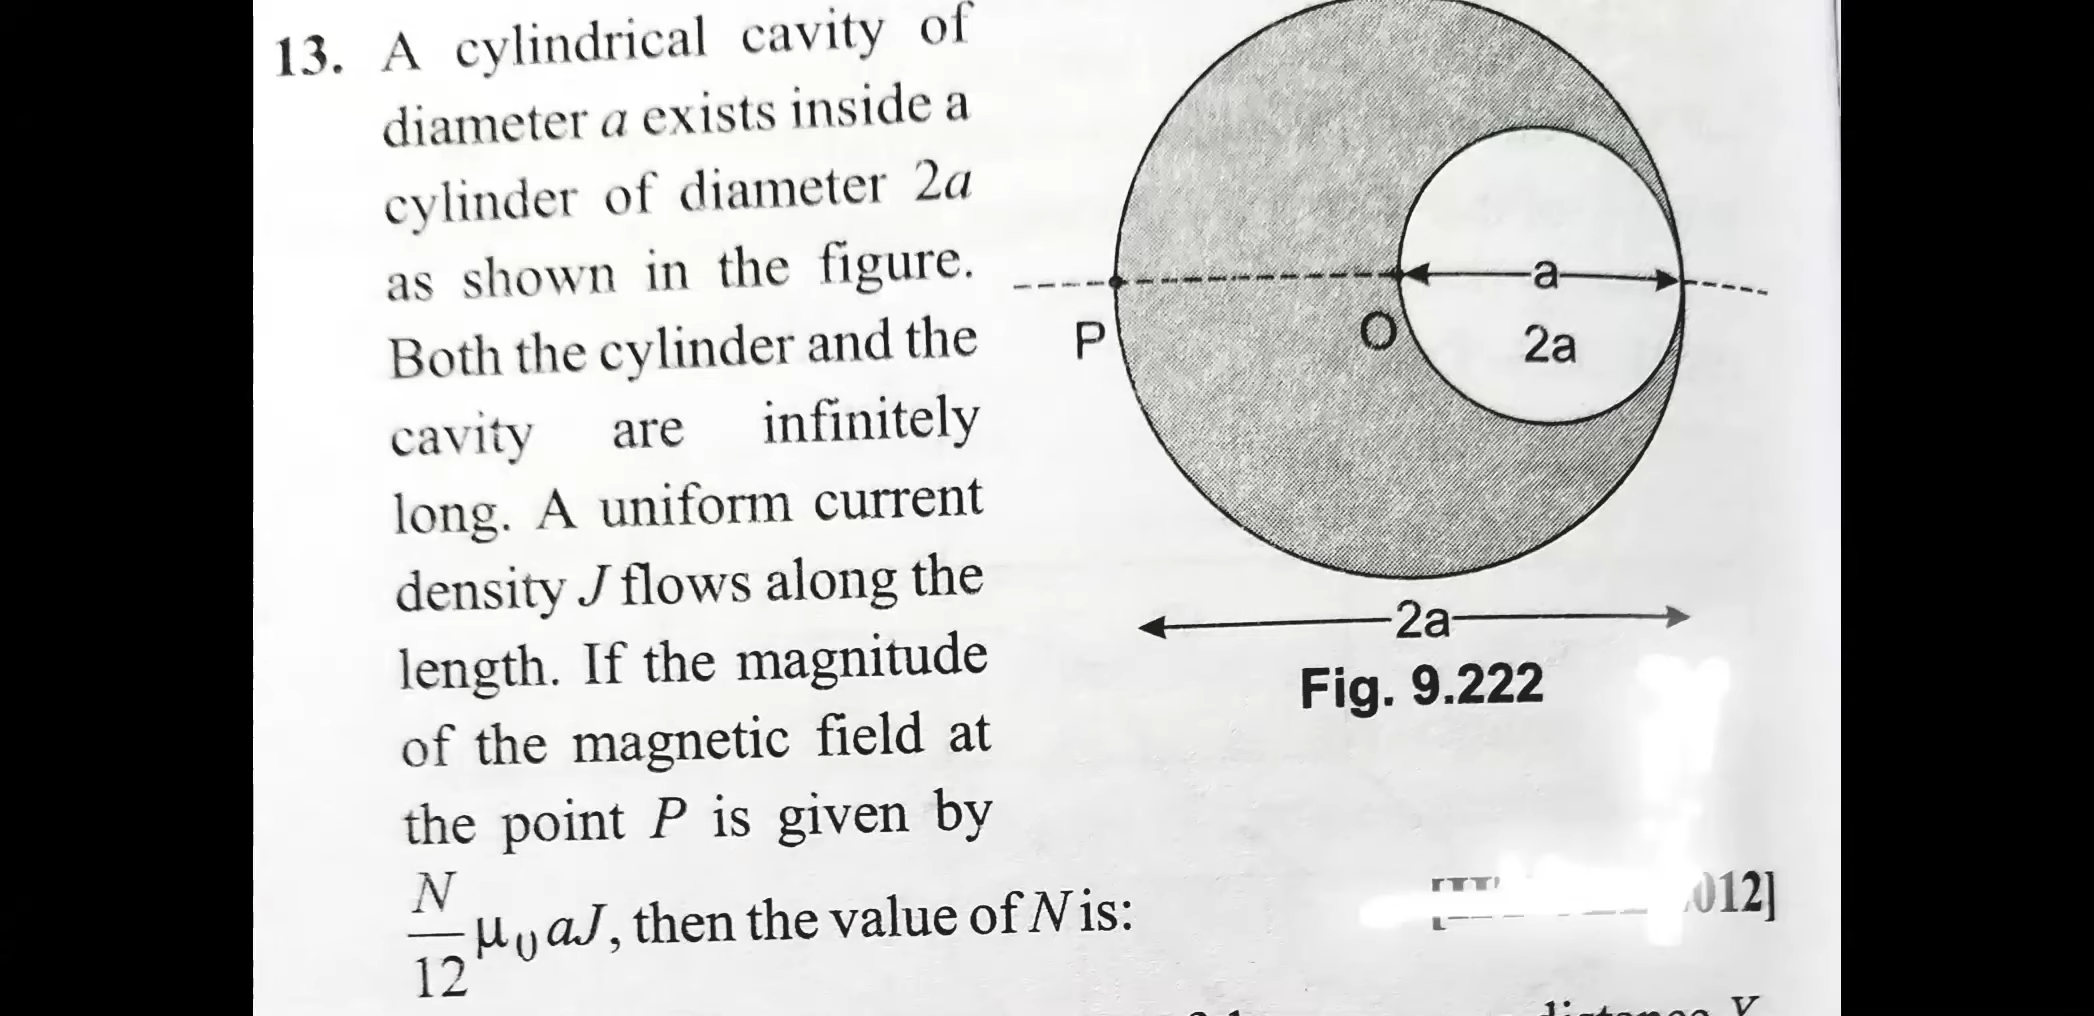 13. A cylindrical cavity of
diameter a exists inside a
cylinder of diameter 2a
as shown in the figure.
Both the cylinder and the
cavity are infinitely
long. A uniform current
density J flows along the
length. If the magnitude
of the magnetic field at
the point P is given by
N/12 μ₀ aJ, then the value of N is:
012]
P
O
a
2a
2a
Fig. 9.222